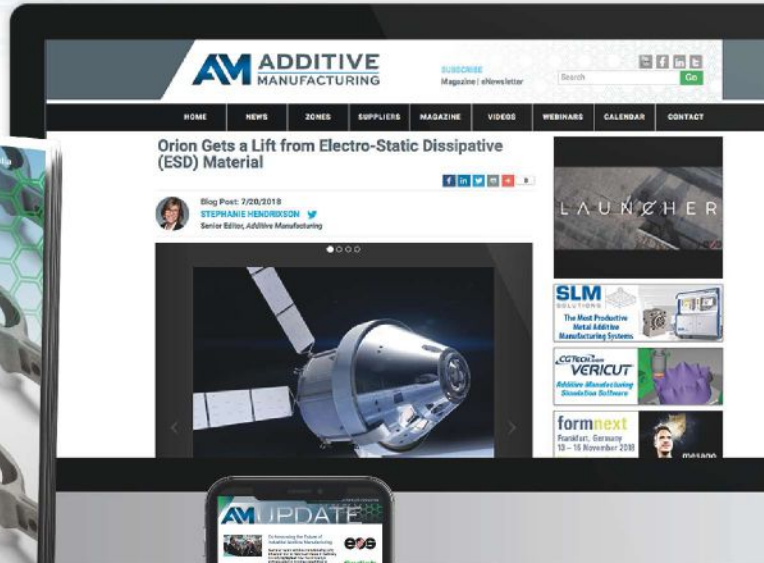 AM ADDITIVE
MANUFACTURING
SUBSCRIBE
Magazine | eNewsletter
Search
Go
HOME NEWS ZONES SUPPLIERS MAGAZINE VIDEOS WEBINARS CALENDAR CONTACT
Orion Gets a Lift from Electro-Static Dissipative
(ESD) Material
Blog Post: 7/20/2018
STEPHANIE HENDRIXSON
Senior Editor, Additive Manufacturing
LAUNCHER
SLM
SOLUTIONS
The Most Productive
Metal Additive
Manufacturing Systems
CGTECH
VERICUT
Additive Manufacturing
Simulation Software
formnext
Frankfurt, Germany
13 – 16 November 2018
mesago
AM UPDATE
eos